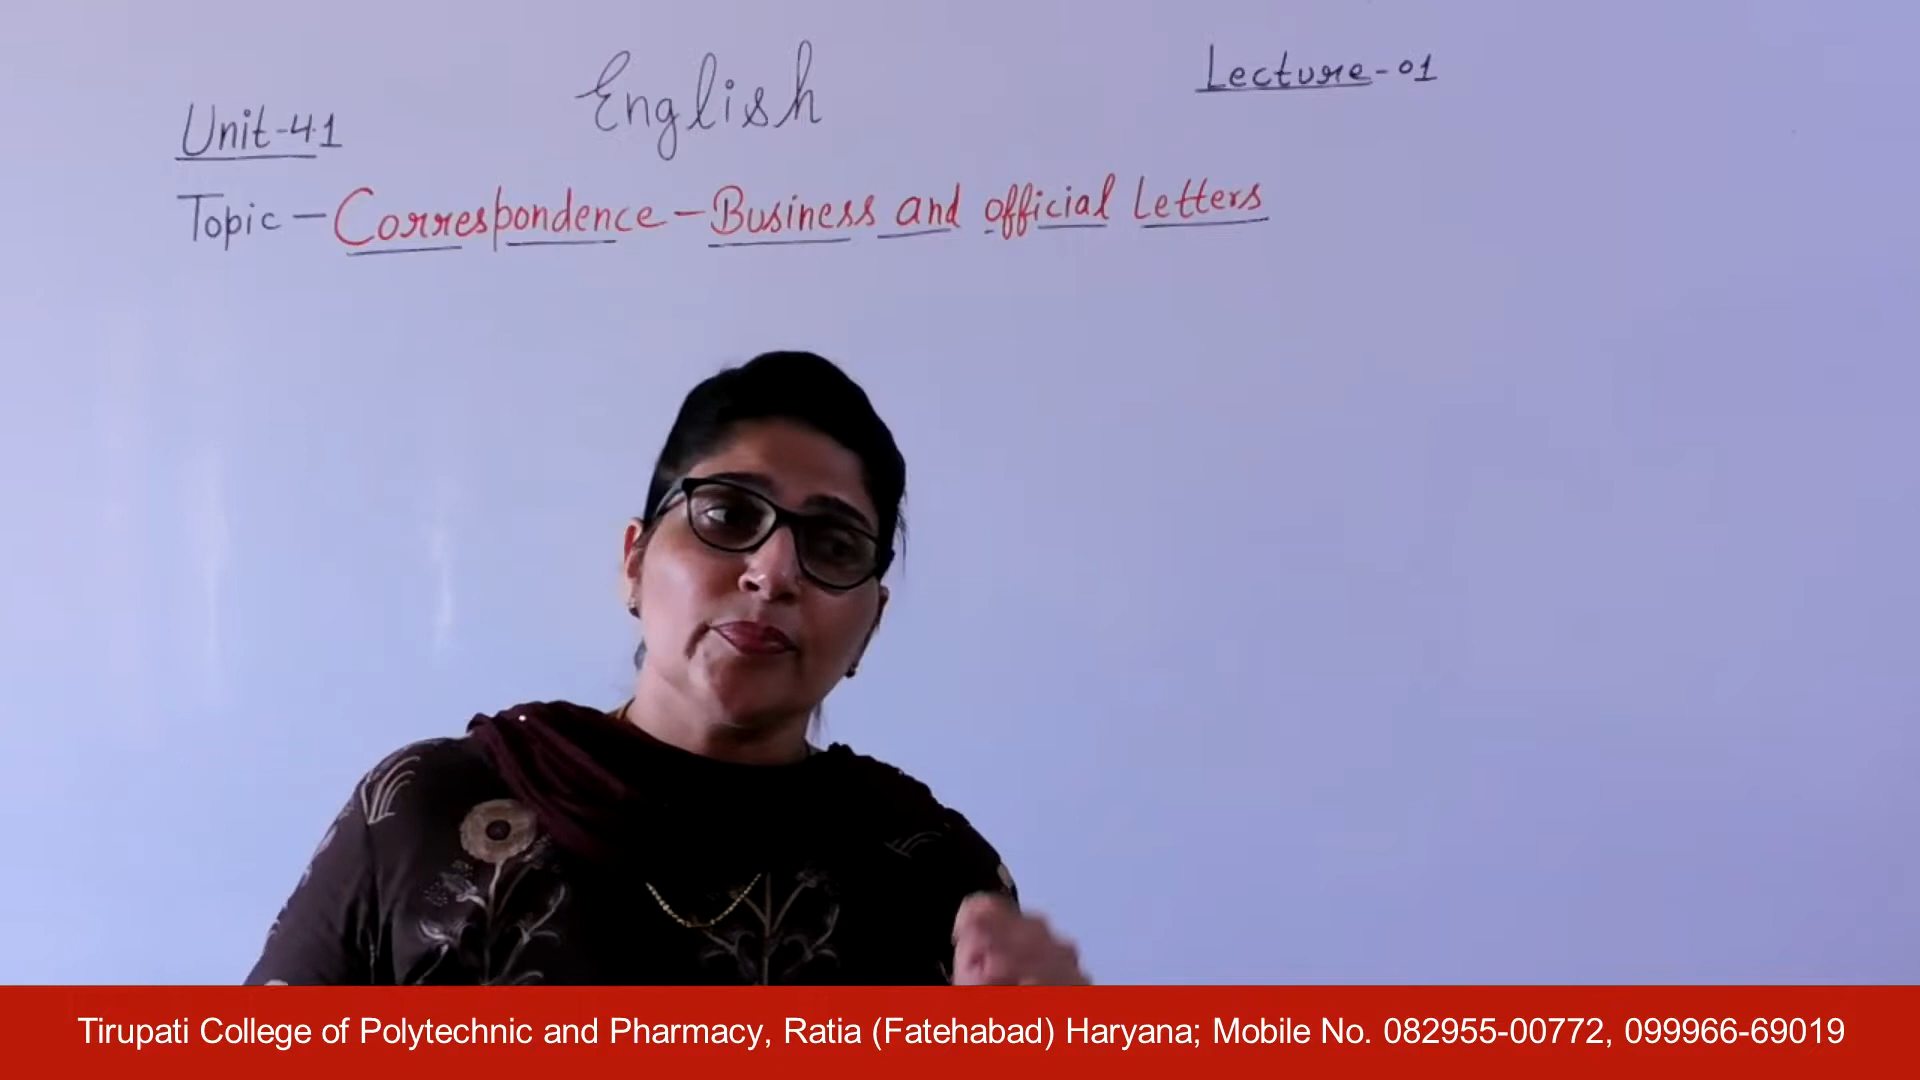 English
Lecture-01
Unit-4.1
Topic - Correspondence - Business and official Letters
Tirupati College of Polytechnic and Pharmacy, Ratia (Fatehabad) Haryana; Mobile No. 082955-00772, 099966-69019